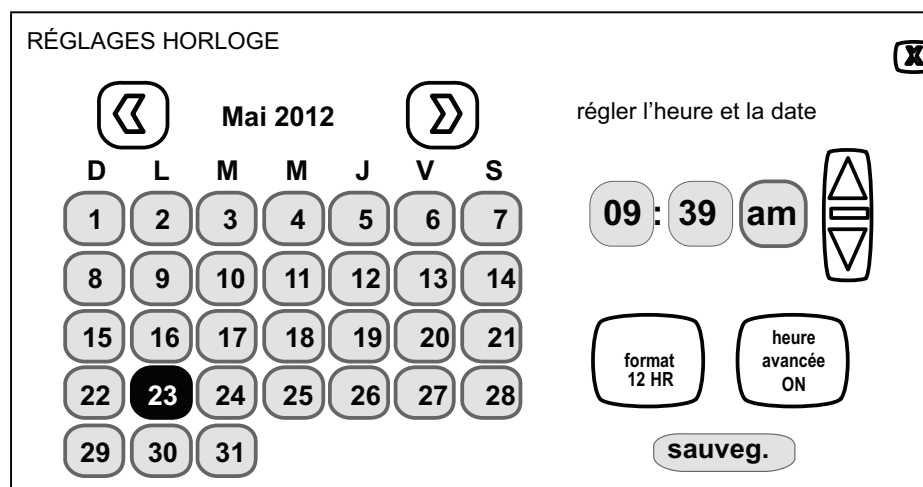 RÉGLAGES HORLOGE
X
Mai 2012
régler l'heure et la date
D L M M J V S
1 2 3 4 5 6 7
09 : 39 am
8 9 10 11 12 13 14
15 16 17 18 19 20 21
22 23 24 25 26 27 28
29 30 31
format
12 HR
heure
avancée
ON
sauveg.